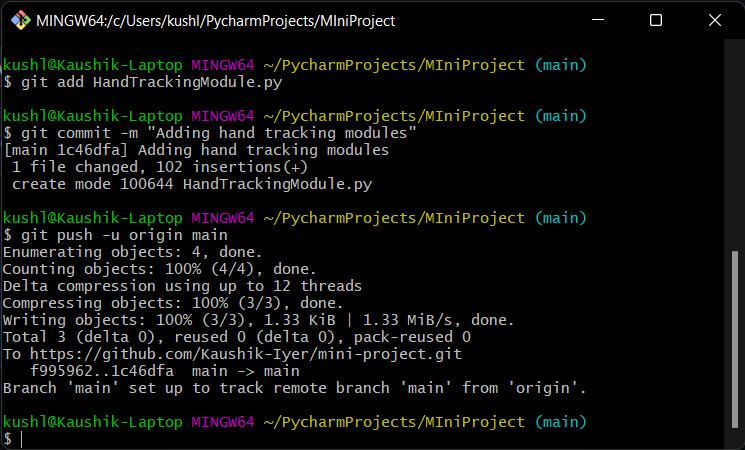 MINGW64:/c/Users/kushl/PycharmProjects/MIniProject
kushl@Kaushik-Laptop MINGW64 ~/PycharmProjects/MIniProject (main)
$ git add HandTrackingModule.py
kushl@Kaushik-Laptop MINGW64 ~/PycharmProjects/MIniProject (main)
$ git commit -m "Adding hand tracking modules"
[main 1c46dfa] Adding hand tracking modules
 1 file changed, 102 insertions(+)
 create mode 100644 HandTrackingModule.py
kushl@Kaushik-Laptop MINGW64 ~/PycharmProjects/MIniProject (main)
$ git push -u origin main
Enumerating objects: 4, done.
Counting objects: 100% (4/4), done.
Delta compression using up to 12 threads
Compressing objects: 100% (3/3), done.
Writing objects: 100% (3/3), 1.33 KiB | 1.33 MiB/s, done.
Total 3 (delta 0), reused 0 (delta 0), pack-reused 0
To https://github.com/Kaushik-Iyer/mini-project.git
   f995962..1c46dfa  main -> main
Branch 'main' set up to track remote branch 'main' from 'origin'.
kushl@Kaushik-Laptop MINGW64 ~/PycharmProjects/MIniProject (main)
$